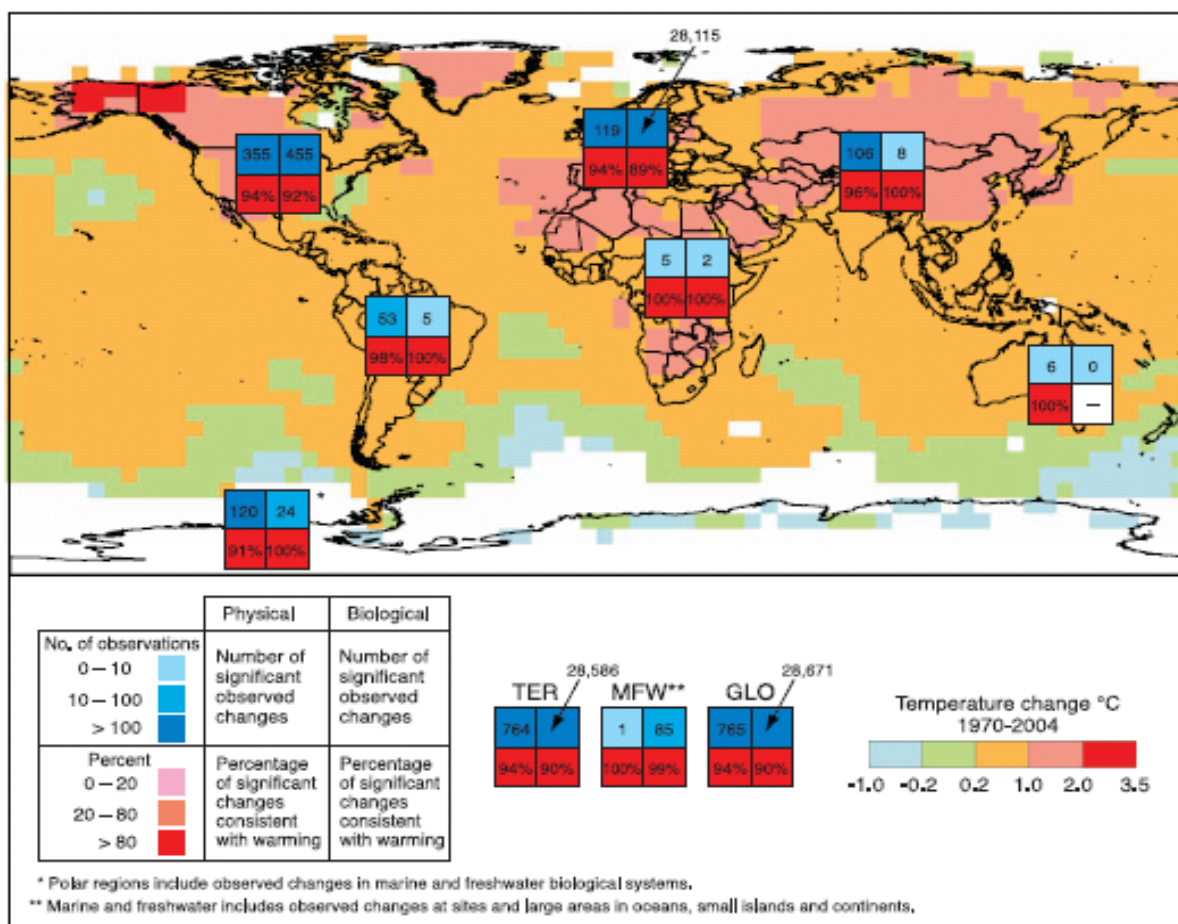 28,115
119
94% 89%
355 455
94% 92%
106 8
96% 100%
5 2
100% 100%
53 5
98% 100%
6 0
100% –
120 24 *
91% 100%
Physical Biological
No. of observations
0 – 10
10 – 100
> 100
Number of significant observed changes
Number of significant observed changes
Percent
0 – 20
20 – 80
> 80
Percentage of significant changes consistent with warming
Percentage of significant changes consistent with warming
28,586
28,671
TER MFW** GLO
764 1 85 765
94% 90% 100% 99% 94% 90%
Temperature change °C
1970-2004
-1.0 -0.2 0.2 1.0 2.0 3.5
* Polar regions include observed changes in marine and freshwater biological systems.
** Marine and freshwater includes observed changes at sites and large areas in oceans, small islands and continents.